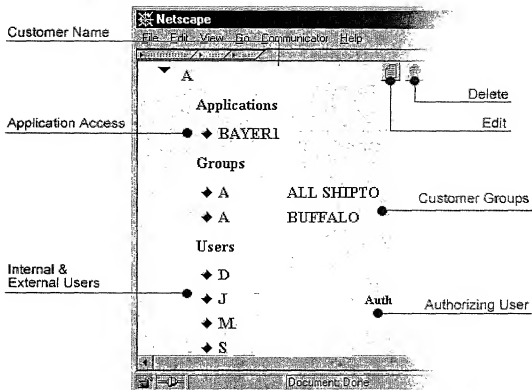 Netscape
Customer Name
File Edit View Go Communicator Help
A
Delete
Edit
Applications
Application Access
BAYER1
Groups
A ALL SHIPTO
Customer Groups
A BUFFALO
Users
Internal &
External Users
D
J Auth
Authorizing User
M
S
Document: Done